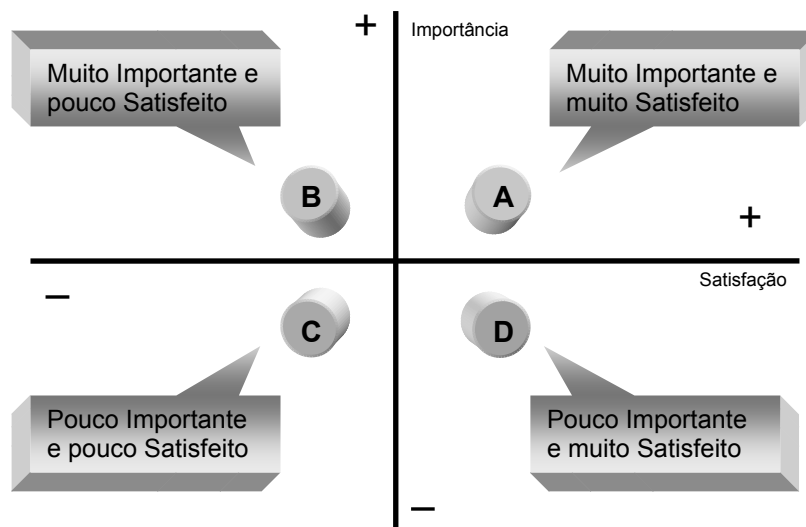 +
Importância
Muito Importante e
pouco Satisfeito
Muito Importante e
muito Satisfeito
B
A
+
–
Satisfação
C
D
Pouco Importante
e pouco Satisfeito
Pouco Importante
e muito Satisfeito
–